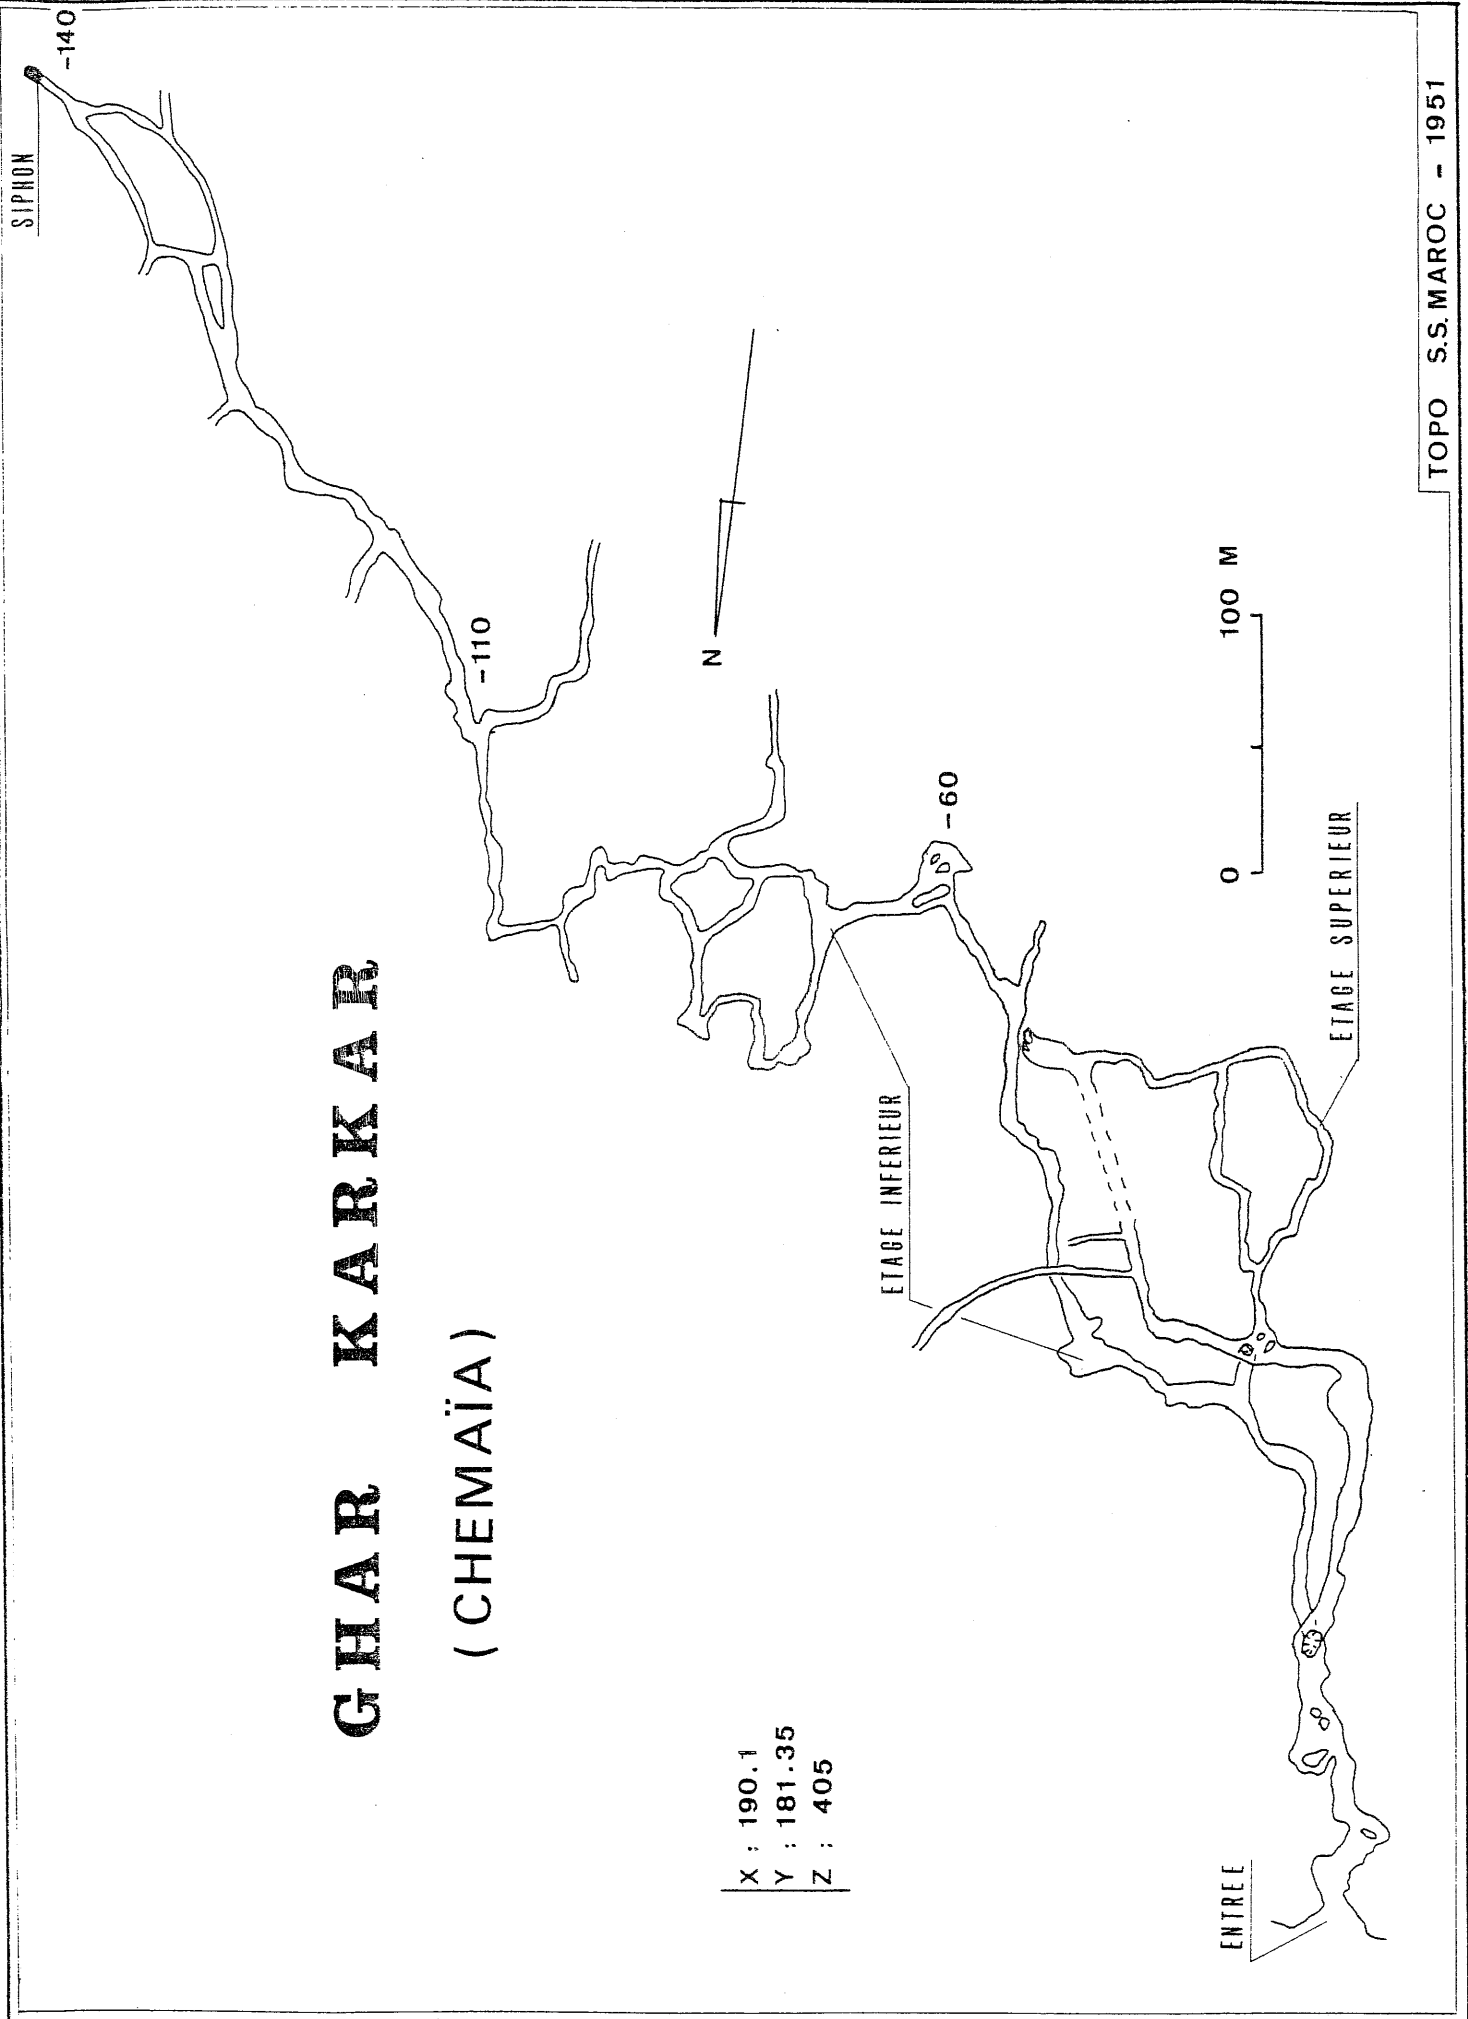 GHAR KARKAR
(CHEMAÏA)
SIPHON
-140
-110
N
-60
ETAGE INFERIEUR
ETAGE SUPERIEUR
0 100 M
X : 190.1
Y : 181.35
Z : 405
ENTREE
TOPO S.S. MAROC - 1951